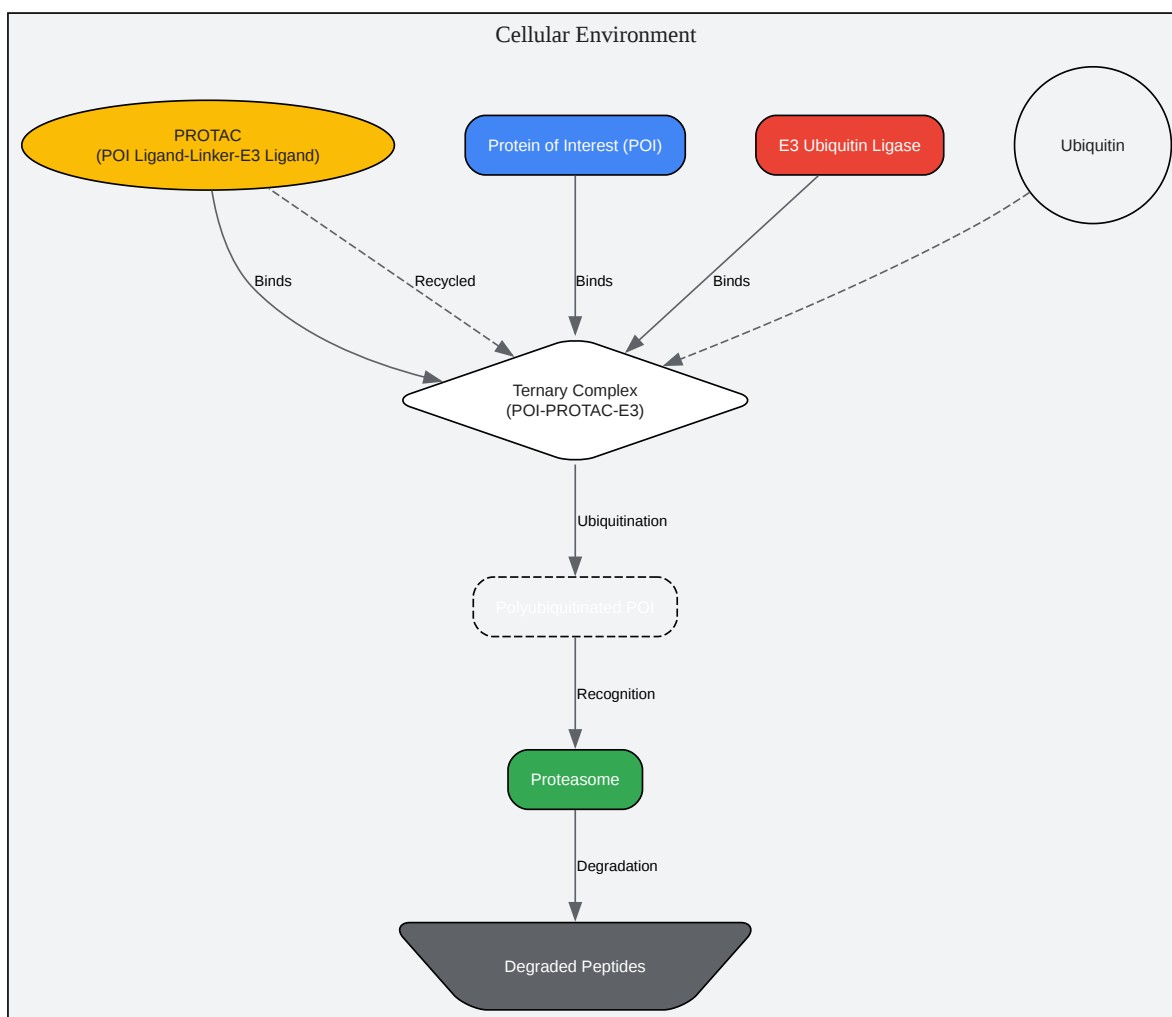 Cellular Environment
PROTAC
(POI Ligand-Linker-E3 Ligand)
Protein of Interest (POI)
E3 Ubiquitin Ligase
Ubiquitin
Binds
Recycled
Binds
Binds
Ternary Complex
(POI-PROTAC-E3)
Ubiquitination
Polyubiquitinated POI
Recognition
Proteasome
Degradation
Degraded Peptides